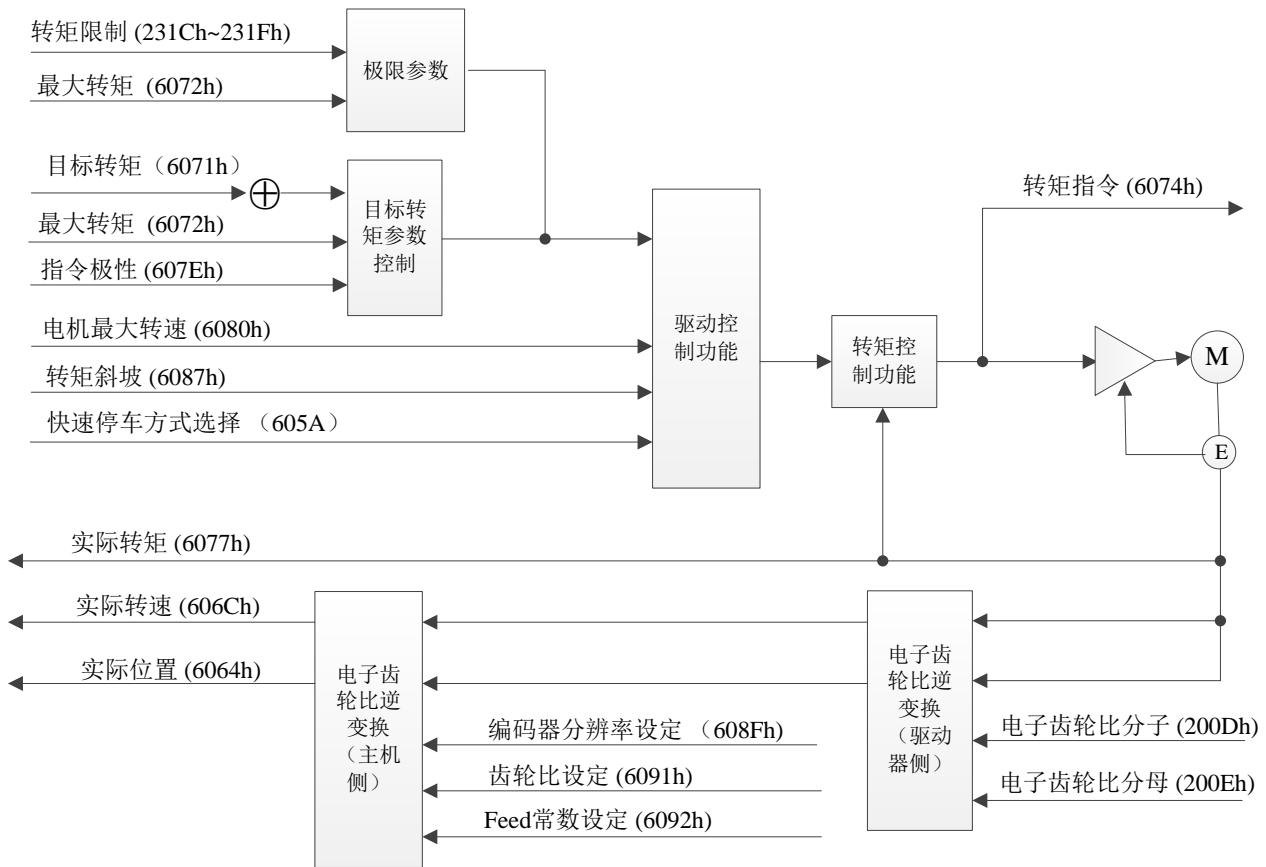 转矩限制 (231Ch~231Fh)
最大转矩 (6072h)
极限参数
目标转矩（6071h）
最大转矩 (6072h)
指令极性 (607Eh)
目标转
矩参数
控制
电机最大转速 (6080h)
转矩斜坡 (6087h)
快速停车方式选择 （605A）
驱动控
制功能
转矩控
制功能
转矩指令 (6074h)
M
E
实际转矩 (6077h)
实际转速 (606Ch)
实际位置 (6064h)
电子齿
轮比逆
变换
（主机
侧）
编码器分辨率设定 （608Fh）
齿轮比设定 (6091h)
Feed常数设定 (6092h)
电子齿
轮比逆
变换
（驱动
器侧）
电子齿轮比分子 (200Dh)
电子齿轮比分母 (200Eh)